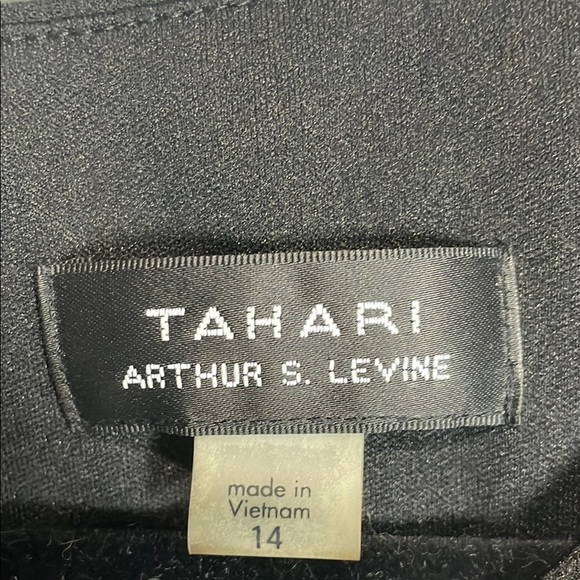 TAHARI
ARTHUR S. LEVINE
made in
Vietnam
14